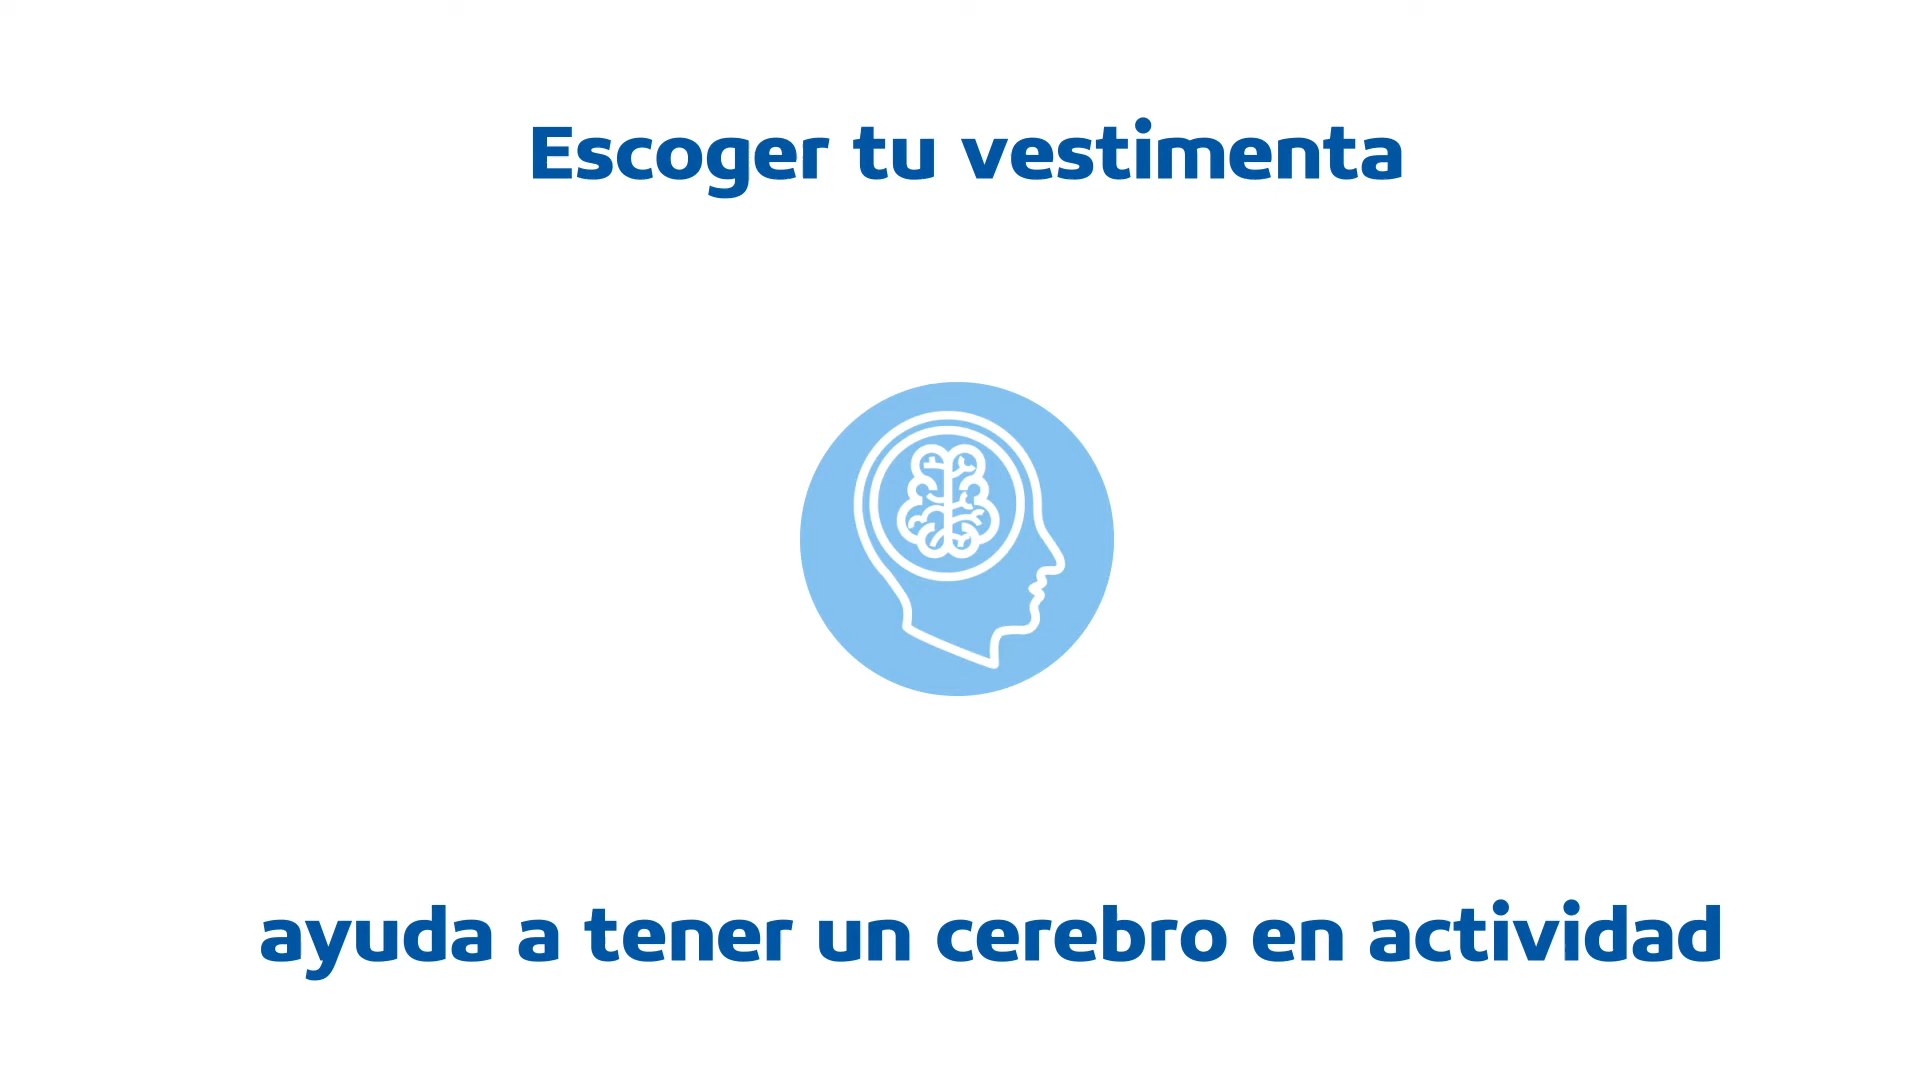 Escoger tu vestimenta
ayuda a tener un cerebro en actividad